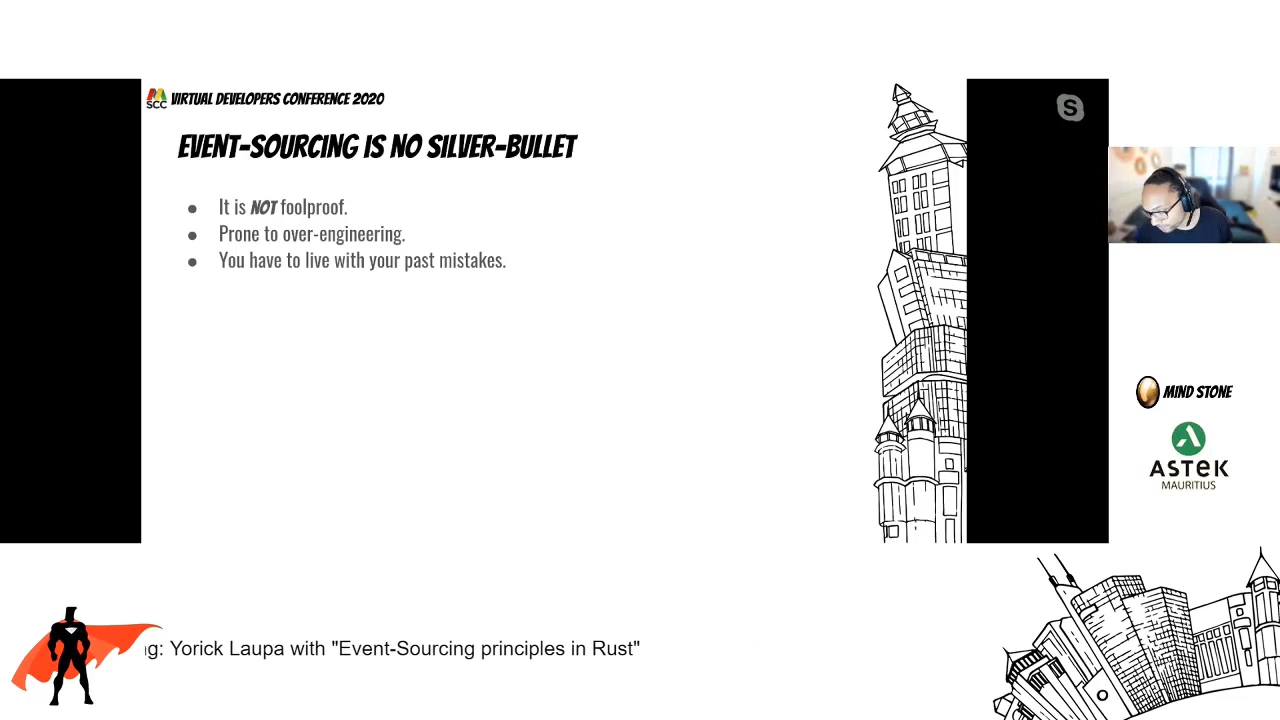 SCC VIRTUAL DEVELOPERS CONFERENCE 2020
EVENT-SOURCING IS NO SILVER-BULLET
● It is NOT foolproof.
● Prone to over-engineering.
● You have to live with your past mistakes.
S
MIND STONE
ASTEK
MAURITIUS
g: Yorick Laupa with "Event-Sourcing principles in Rust"